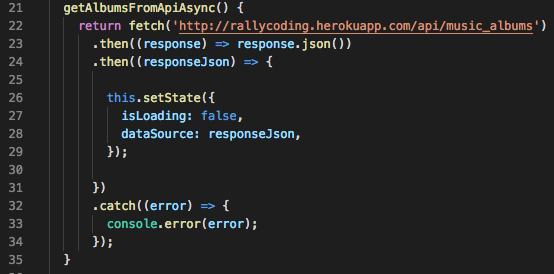 21 getAlbumsFromApiAsync() {
22 return fetch('http://rallycoding.herokuapp.com/api/music_albums')
23 .then((response) => response.json())
24 .then((responseJson) => {
25
26 this.setState({
27 isLoading: false,
28 dataSource: responseJson,
29 });
30
31 })
32 .catch((error) => {
33 console.error(error);
34 });
35 }